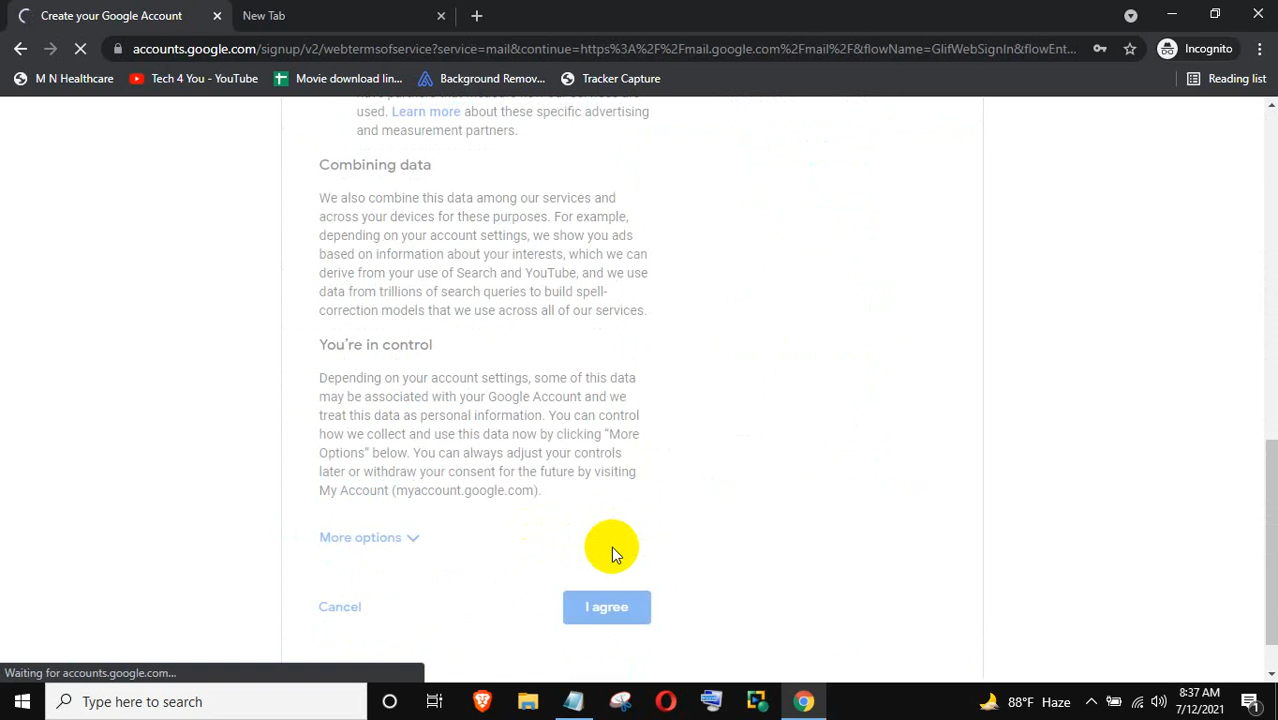 Create your Google Account
New Tab
accounts.google.com/signup/v2/webtermsofservice?service=mail&continue=https%3A%2F%2Fmail.google.com%2Fmail%2F&flowName=GlifWebSignIn&flowEnt...
Incognito
M N Healthcare
Tech 4 You - YouTube
Movie download lin...
Background Remov...
Tracker Capture
Reading list
used. Learn more about these specific advertising
and measurement partners.
Combining data
We also combine this data among our services and
across your devices for these purposes. For example,
depending on your account settings, we show you ads
based on information about your interests, which we can
derive from your use of Search and YouTube, and we use
data from trillions of search queries to build spell-
correction models that we use across all of our services.
You're in control
Depending on your account settings, some of this data
may be associated with your Google Account and we
treat this data as personal information. You can control
how we collect and use this data now by clicking “More
Options” below. You can always adjust your controls
later or withdraw your consent for the future by visiting
My Account (myaccount.google.com).
More options
Cancel
I agree
Waiting for accounts.google.com...
Type here to search
88°F Haze
8:37 AM
7/12/2021
1